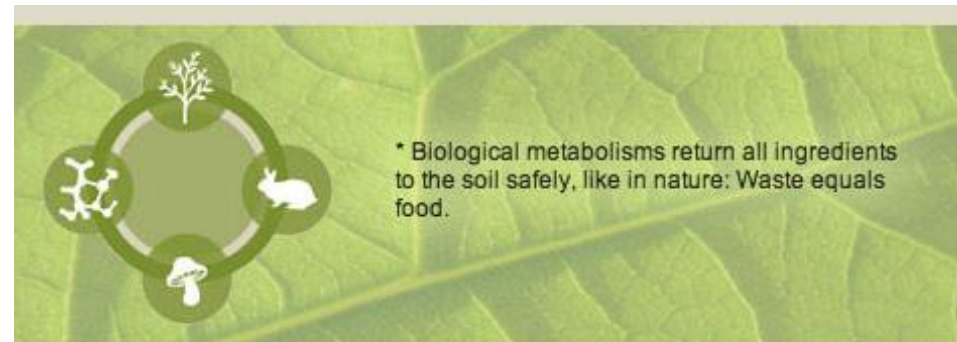 * Biological metabolisms return all ingredients
to the soil safely, like in nature: Waste equals
food.